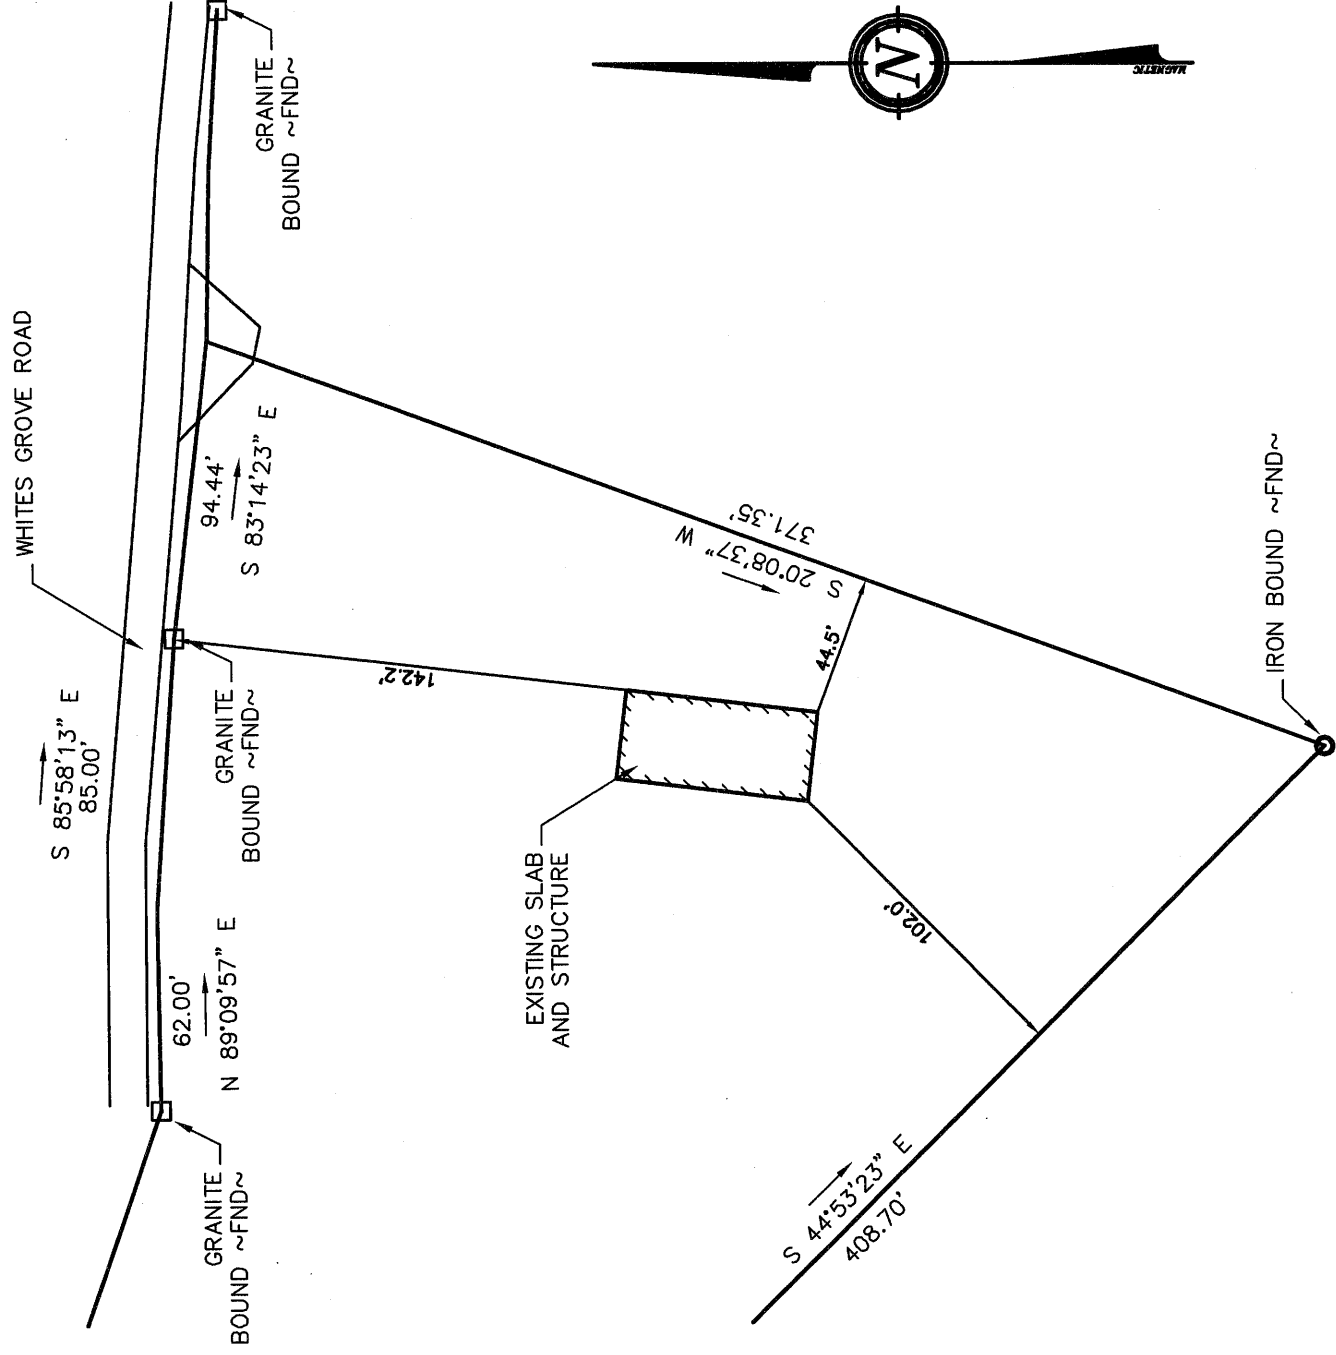 WHITES GROVE ROAD
S 85°58'13" E
85.00'
62.00'
N 89°09'57" E
94.44'
S 83°14'23" E
GRANITE
BOUND ~FND~
GRANITE
BOUND ~FND~
GRANITE
BOUND ~FND~
142.2'
EXISTING SLAB
AND STRUCTURE
44.5'
102.0'
S 20°08'37" W
371.35'
S 44°53'23" E
408.70'
IRON BOUND ~FND~
N
MAGNETIC